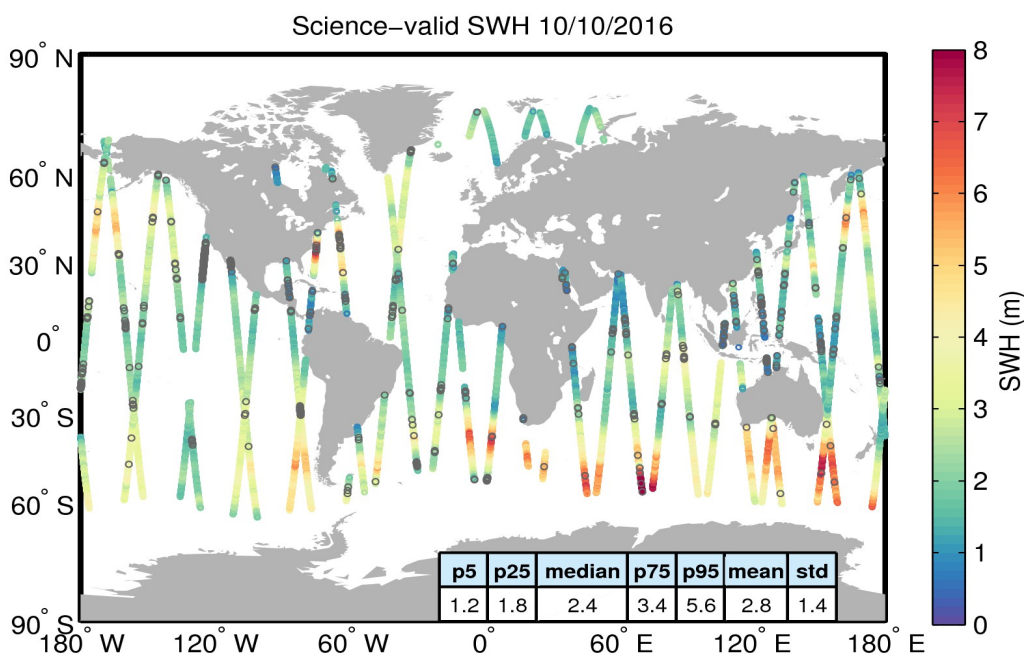 Science−valid SWH 10/10/2016
90° N
60° N
30° N
0°
30° S
60° S
90° S
180° W
120° W
60° W
0°
60° E
120° E
180° E
p5 p25 median p75 p95 mean std
1.2 1.8 2.4 3.4 5.6 2.8 1.4
8
7
6
5
4
3
2
1
0
SWH (m)